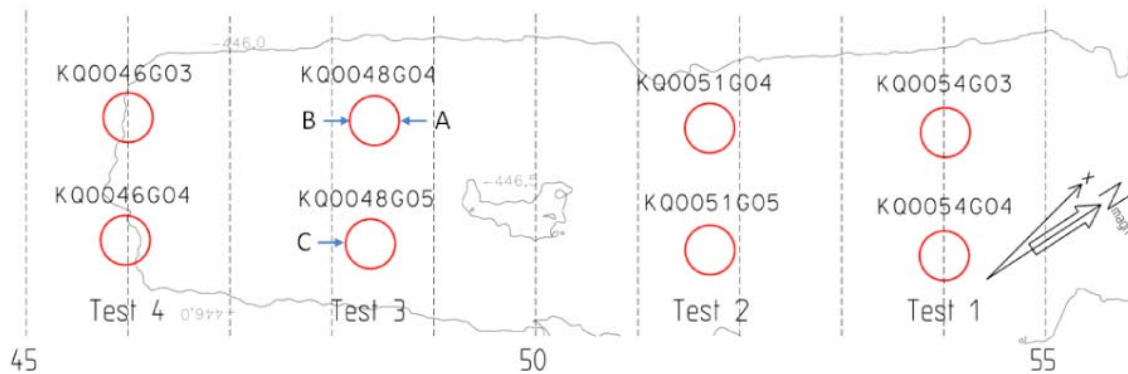 -446.0
KQ0046G03 KQ0048G04 KQ0051G04 KQ0054G03
B A
-446.5
KQ0046G04 KQ0048G05 KQ0051G05 KQ0054G04
C
x
N magn
Test 4 Test 3 Test 2 Test 1
-446.0
45 50 55